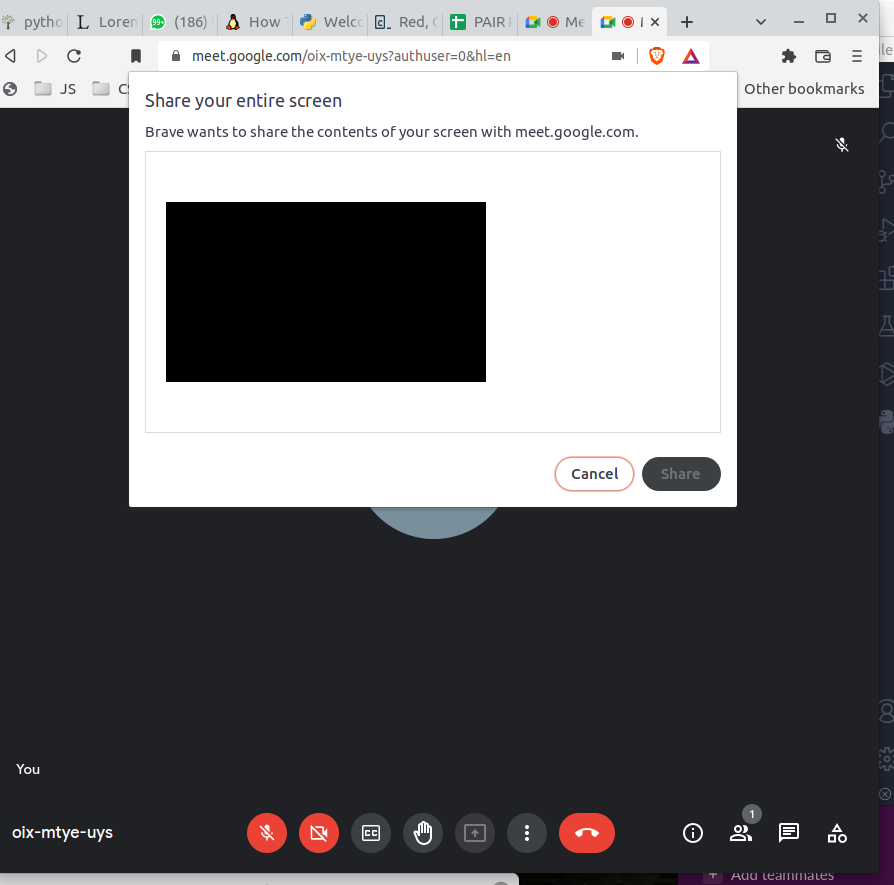 pytho Lorem (186) How Welco Red, C PAIR P Me
meet.google.com/oix-mtye-uys?authuser=0&hl=en
JS CS Other bookmarks
Share your entire screen
Brave wants to share the contents of your screen with meet.google.com.
Cancel Share
You
oix-mtye-uys
CC
1
Add teammates